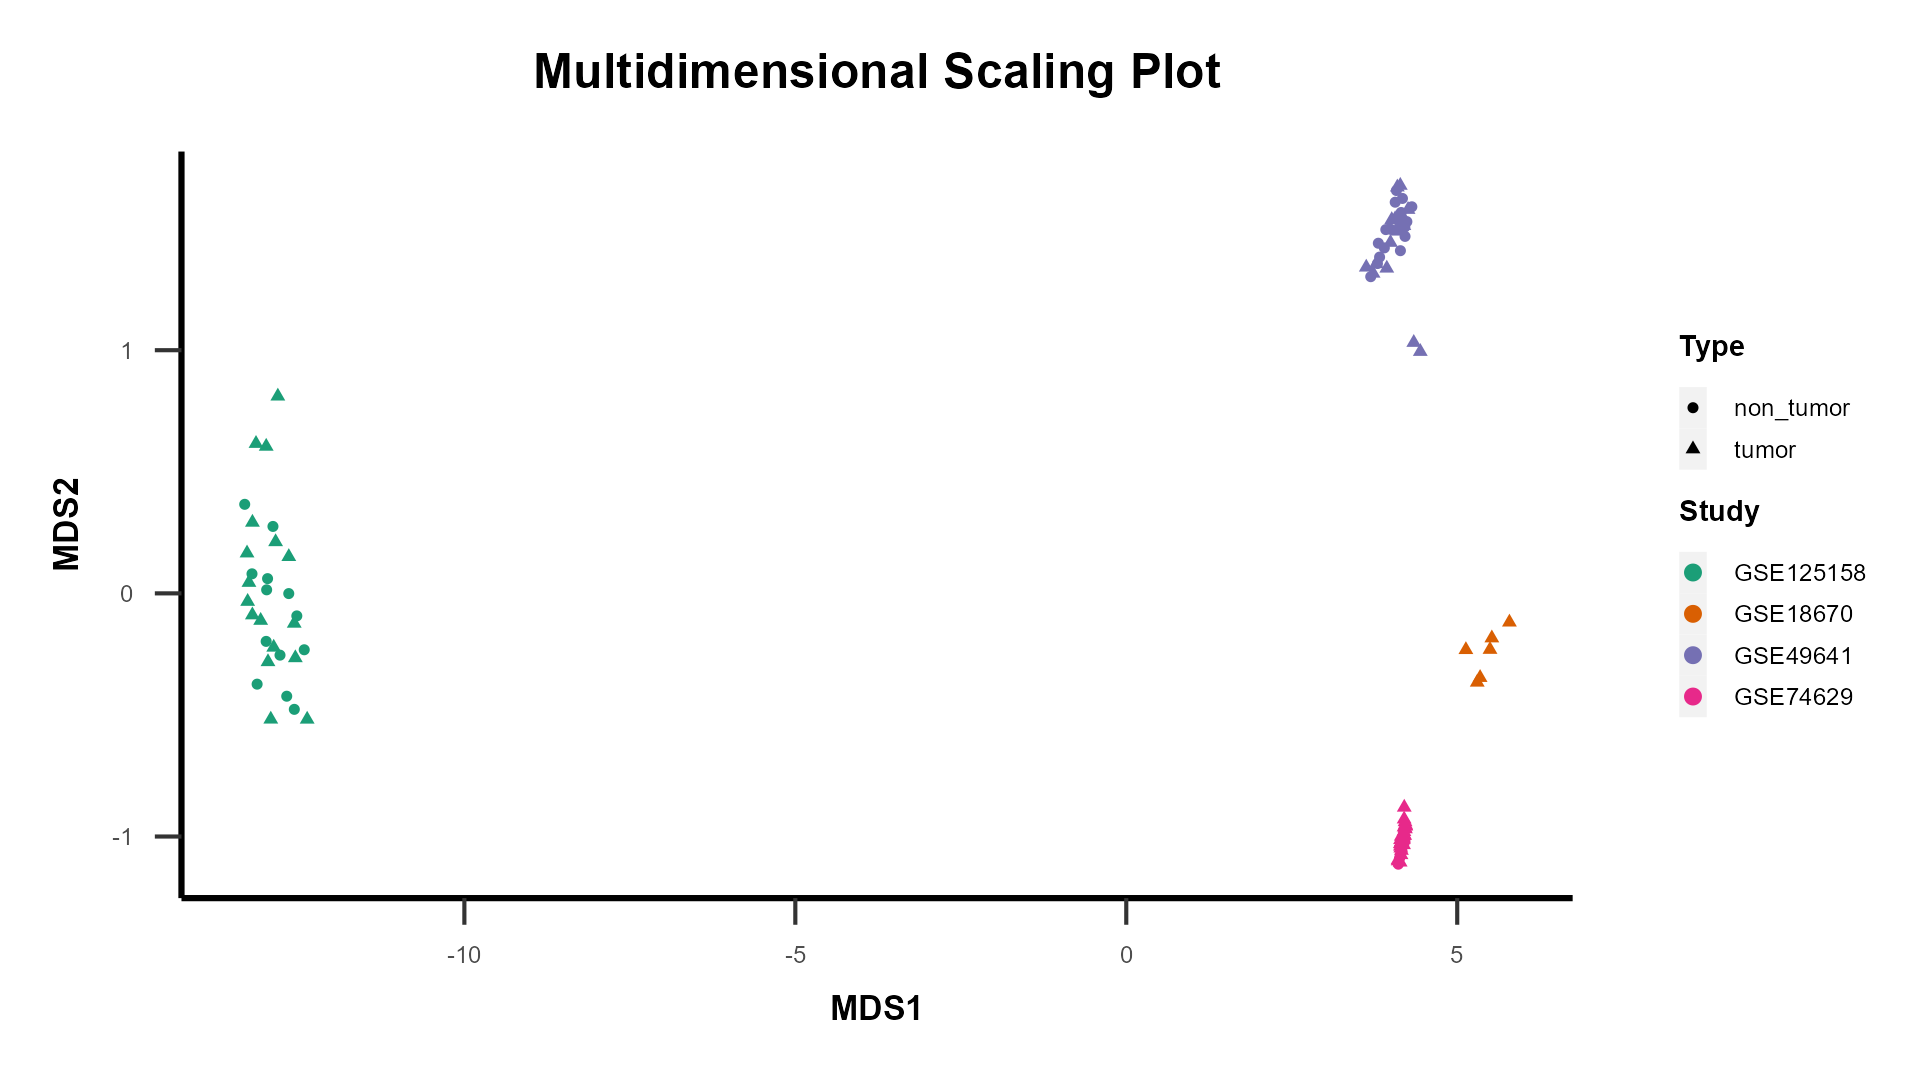 Multidimensional Scaling Plot
MDS2
1
0
-1
-10
-5
0
5
MDS1
Type
non_tumor
tumor
Study
GSE125158
GSE18670
GSE49641
GSE74629